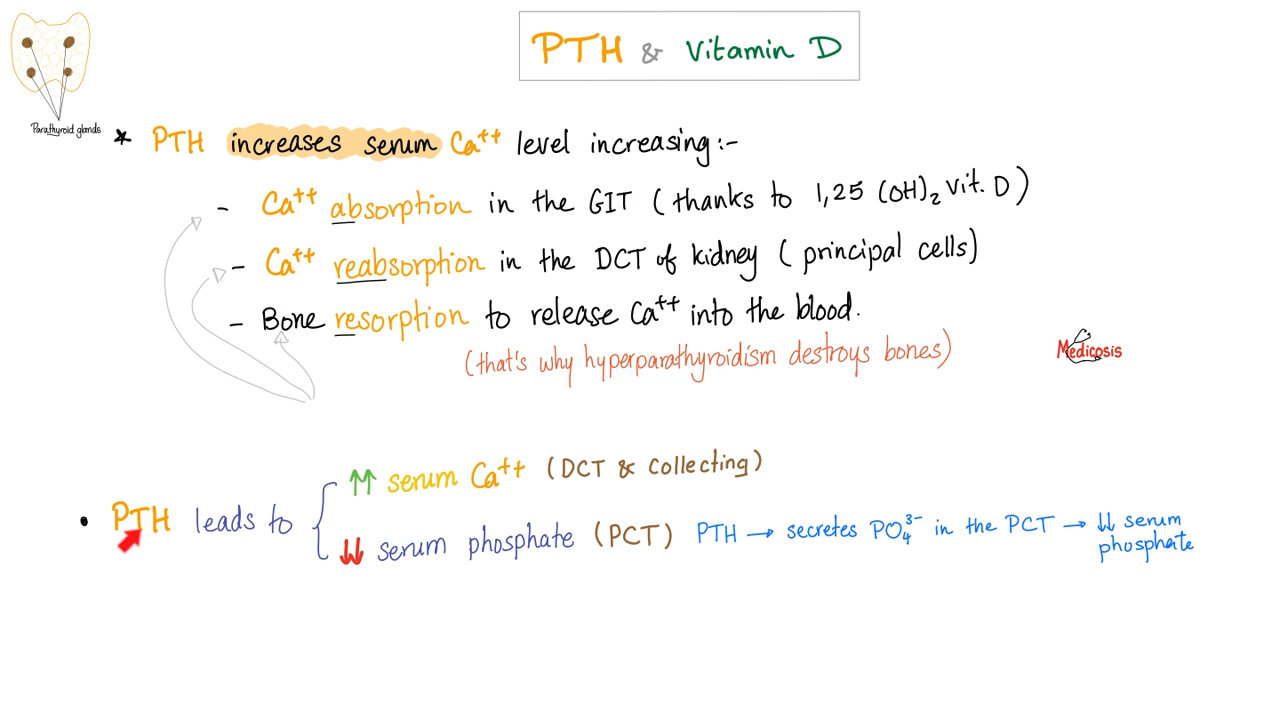 PTH & Vitamin D
Parathyroid glands
* PTH increases serum Ca++ level increasing :-
- Ca++ absorption in the GIT (thanks to 1,25 (OH)2 vit. D)
- Ca++ reabsorption in the DCT of kidney (principal cells)
- Bone resorption to release Ca++ into the blood.
(that's why hyperparathyroidism destroys bones)
Medicosis
↑↑ serum Ca++ (DCT & Collecting)
• PTH leads to
↓↓ serum phosphate (PCT) PTH → secretes PO4³⁻ in the PCT → ↓↓ serum
phosphate